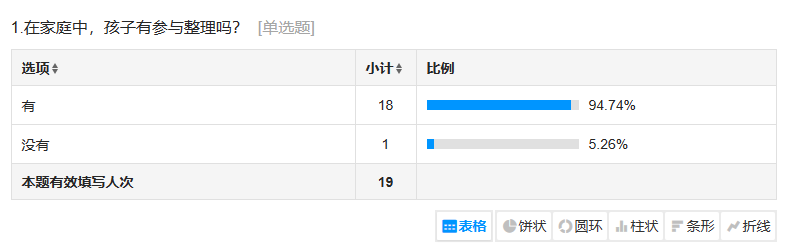 1.在家庭中，孩子有参与整理吗？ [单选题]
选项 小计 比例
有 18 94.74%
没有 1 5.26%
本题有效填写人次 19
表格 饼状 圆环 柱状 条形 折线